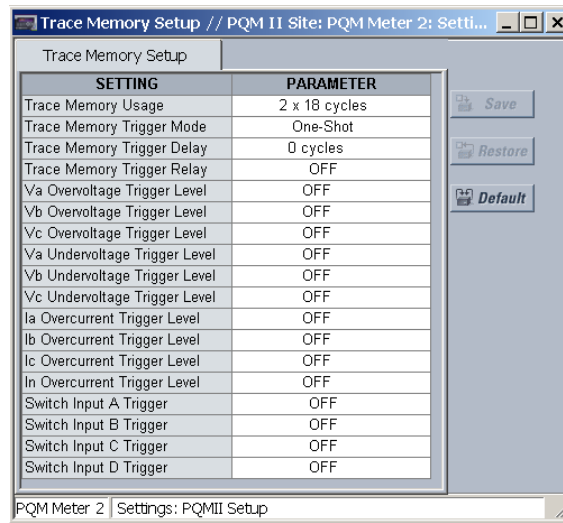 Trace Memory Setup // PQM II Site: PQM Meter 2: Setti...
Trace Memory Setup
SETTING PARAMETER
Trace Memory Usage 2 x 18 cycles
Trace Memory Trigger Mode One-Shot
Trace Memory Trigger Delay 0 cycles
Trace Memory Trigger Relay OFF
Va Overvoltage Trigger Level OFF
Vb Overvoltage Trigger Level OFF
Vc Overvoltage Trigger Level OFF
Va Undervoltage Trigger Level OFF
Vb Undervoltage Trigger Level OFF
Vc Undervoltage Trigger Level OFF
Ia Overcurrent Trigger Level OFF
Ib Overcurrent Trigger Level OFF
Ic Overcurrent Trigger Level OFF
In Overcurrent Trigger Level OFF
Switch Input A Trigger OFF
Switch Input B Trigger OFF
Switch Input C Trigger OFF
Switch Input D Trigger OFF
Save
Restore
Default
PQM Meter 2 Settings: PQMII Setup